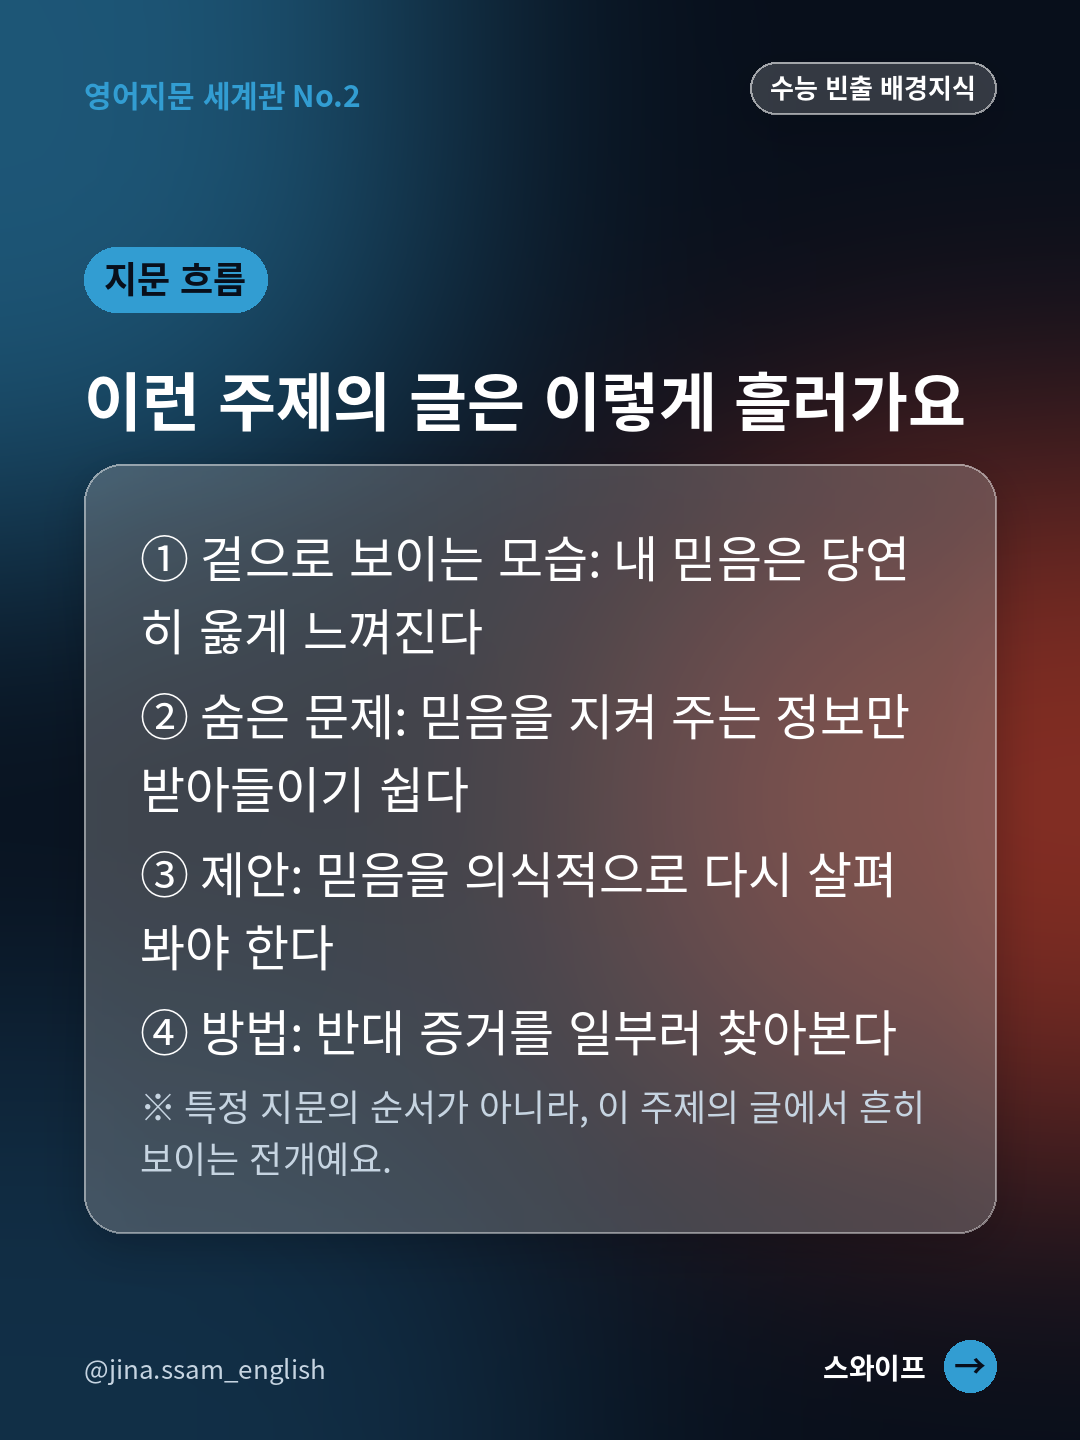 영어지문 세계관 No.2
수능 빈출 배경지식
지문 흐름
이런 주제의 글은 이렇게 흘러가요
① 겉으로 보이는 모습: 내 믿음은 당연
히 옳게 느껴진다
② 숨은 문제: 믿음을 지켜 주는 정보만
받아들이기 쉽다
③ 제안: 믿음을 의식적으로 다시 살펴
봐야 한다
④ 방법: 반대 증거를 일부러 찾아본다
※ 특정 지문의 순서가 아니라, 이 주제의 글에서 흔히
보이는 전개예요.
@jina.ssam_english
스와이프 →